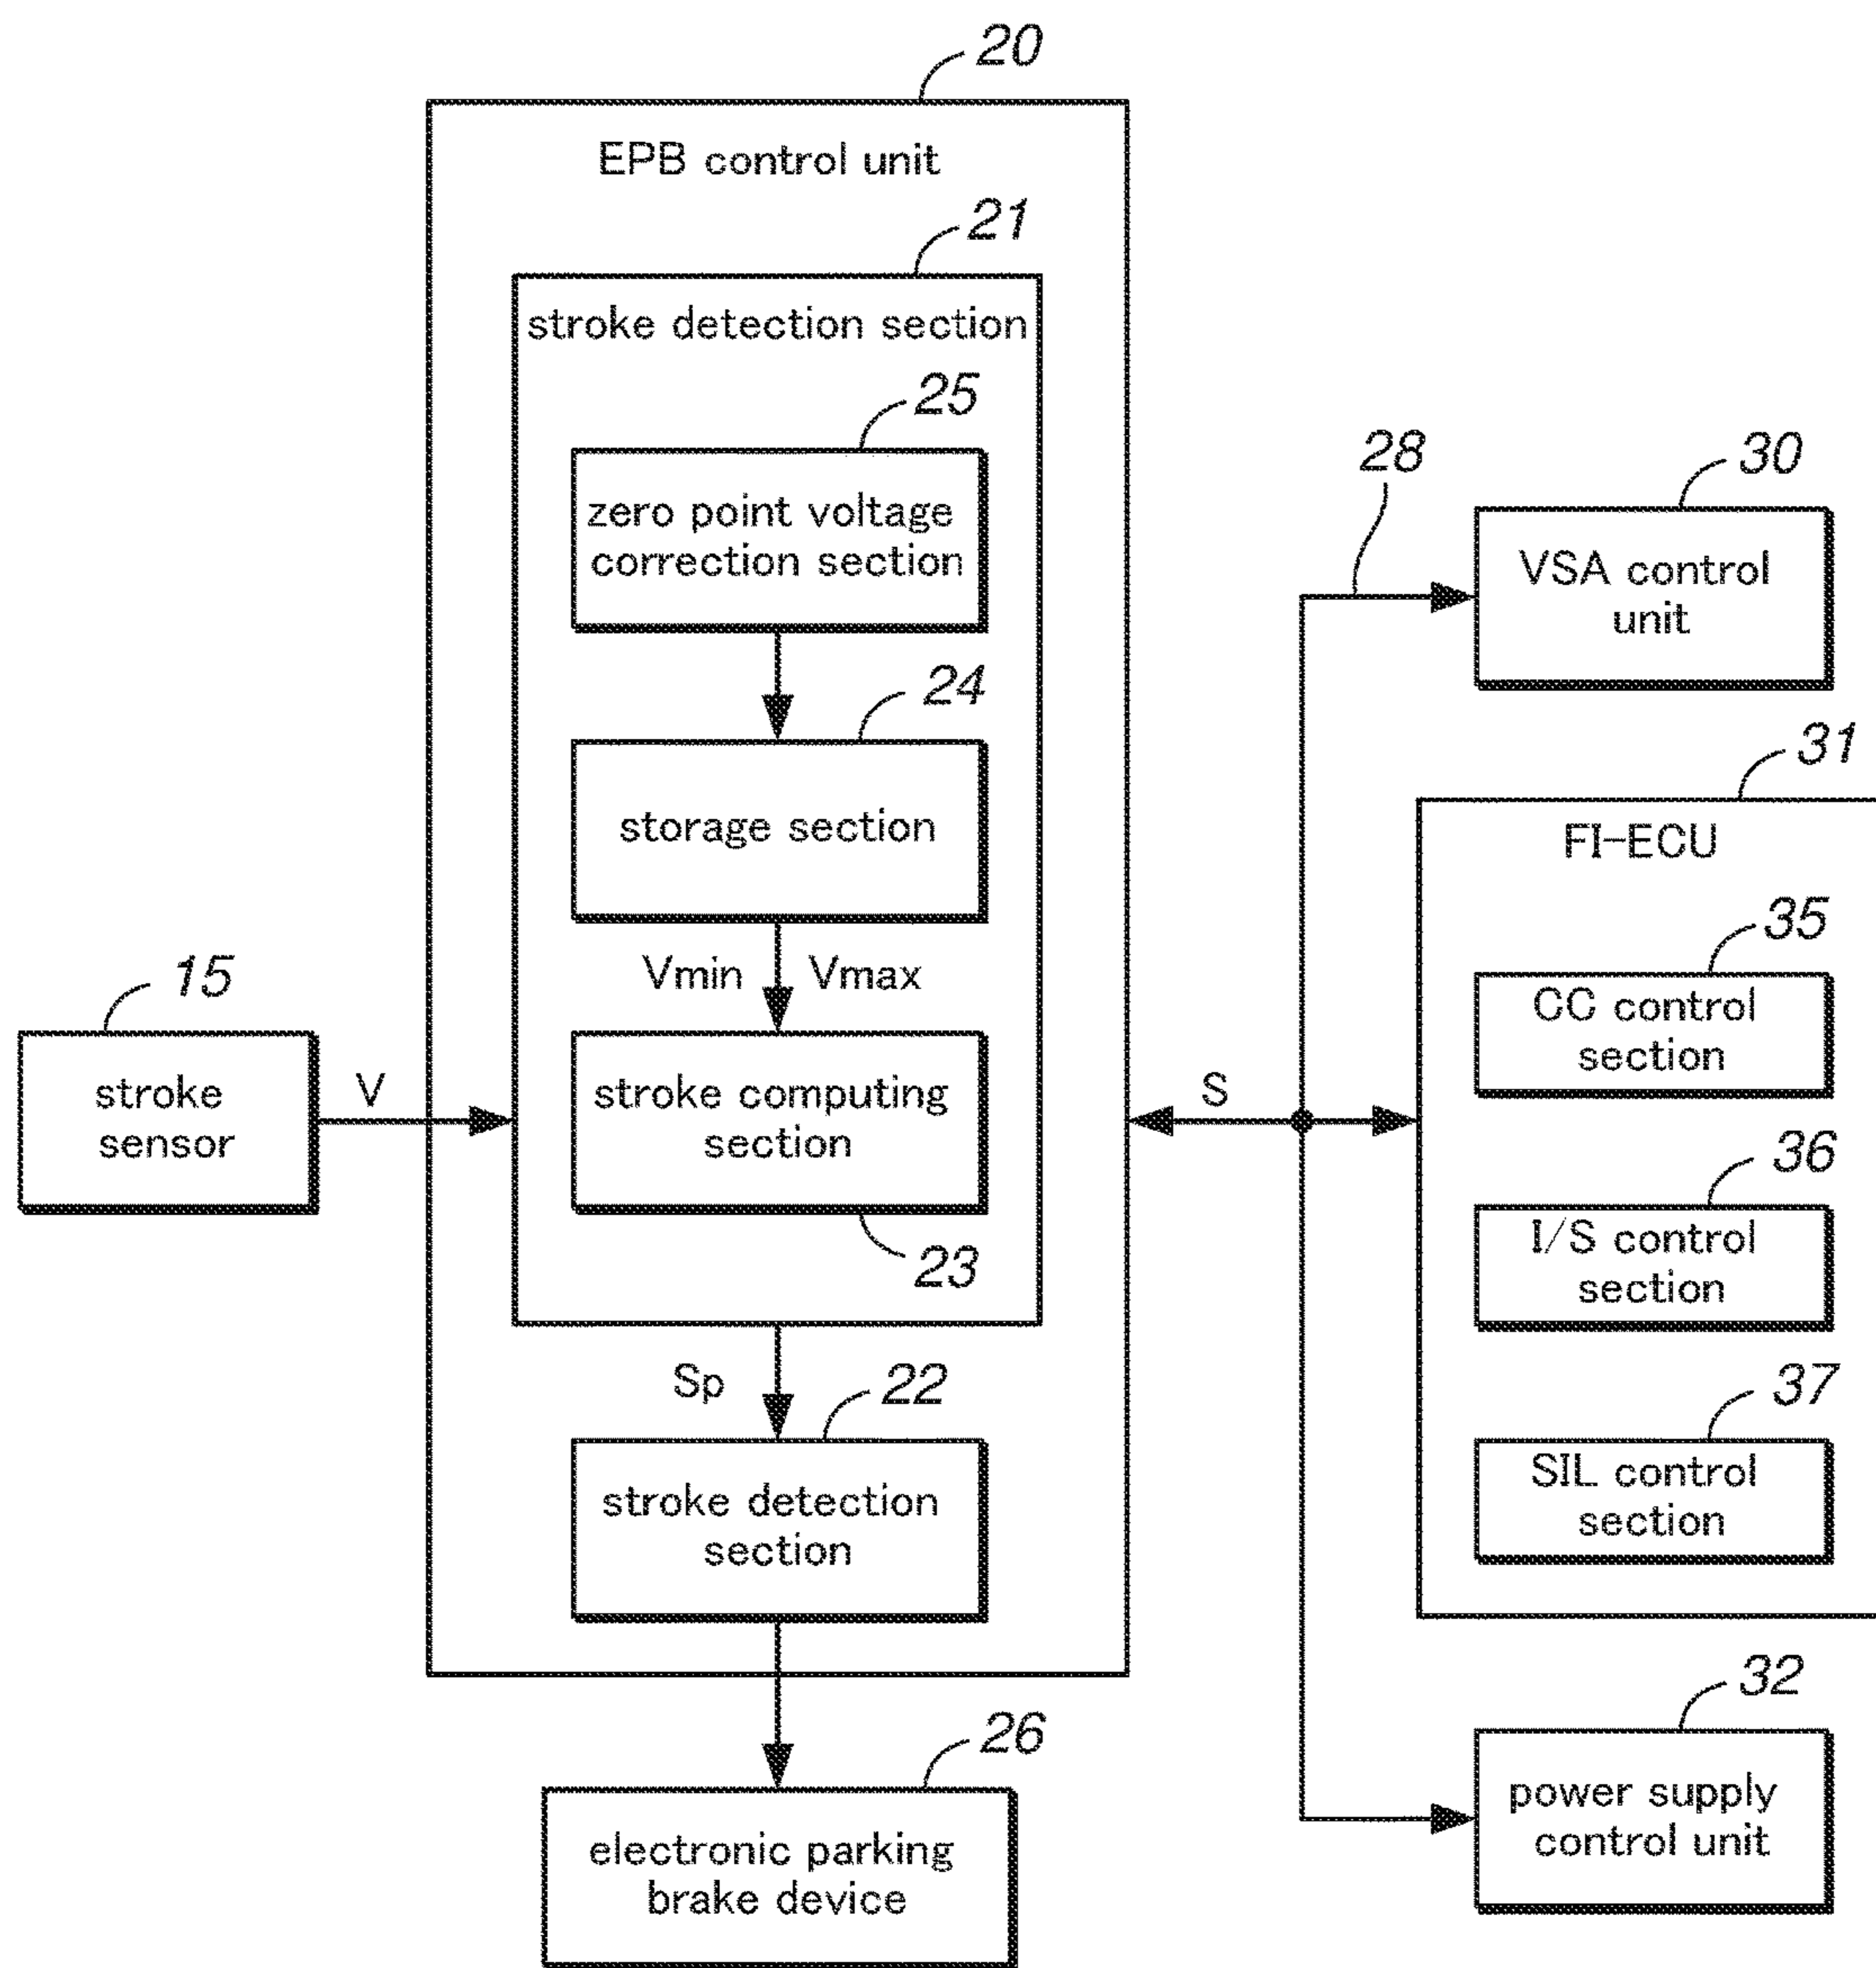 20
EPB control unit
21
stroke detection section
25
zero point voltage
correction section
24
storage section
Vmin
Vmax
15
stroke
sensor
V
stroke computing
section
23
Sp
22
stroke detection
section
26
electronic parking
brake device
S
28
30
VSA control
unit
31
FI-ECU
35
CC control
section
36
I/S control
section
37
SIL control
section
32
power supply
control unit